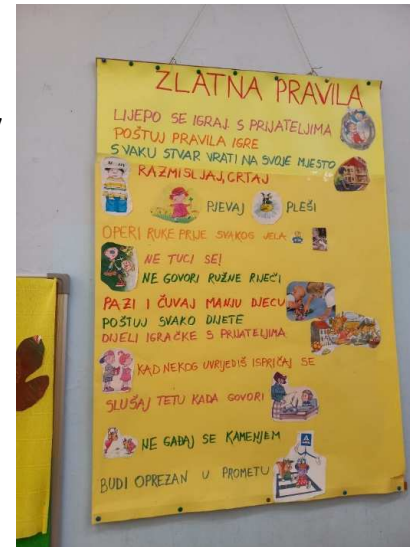 ZLATNA PRAVILA
LIJEPO SE IGRAJ S PRIJATELJIMA
POŠTUJ PRAVILA IGRE
SVAKU STVAR VRATI NA SVOJE MJESTO
RAZMIŠLJAJ, CRTAJ
PJEVAJ PLEŠI
OPERI RUKE PRIJE SVAKOG JELA
NE TUCI SE!
NE GOVORI RUŽNE RIJEČI
PAZI I ČUVAJ MANJU DJECU
POŠTUJ SVAKO DIJETE
DIJELI IGRAČKE S PRIJATELJIMA
KAD NEKOG UVRIJEDIŠ ISPRIČAJ SE
SLUŠAJ TETU KADA GOVORI
NE GAĐAJ SE KAMENJEM
BUDI OPREZAN U PROMETU